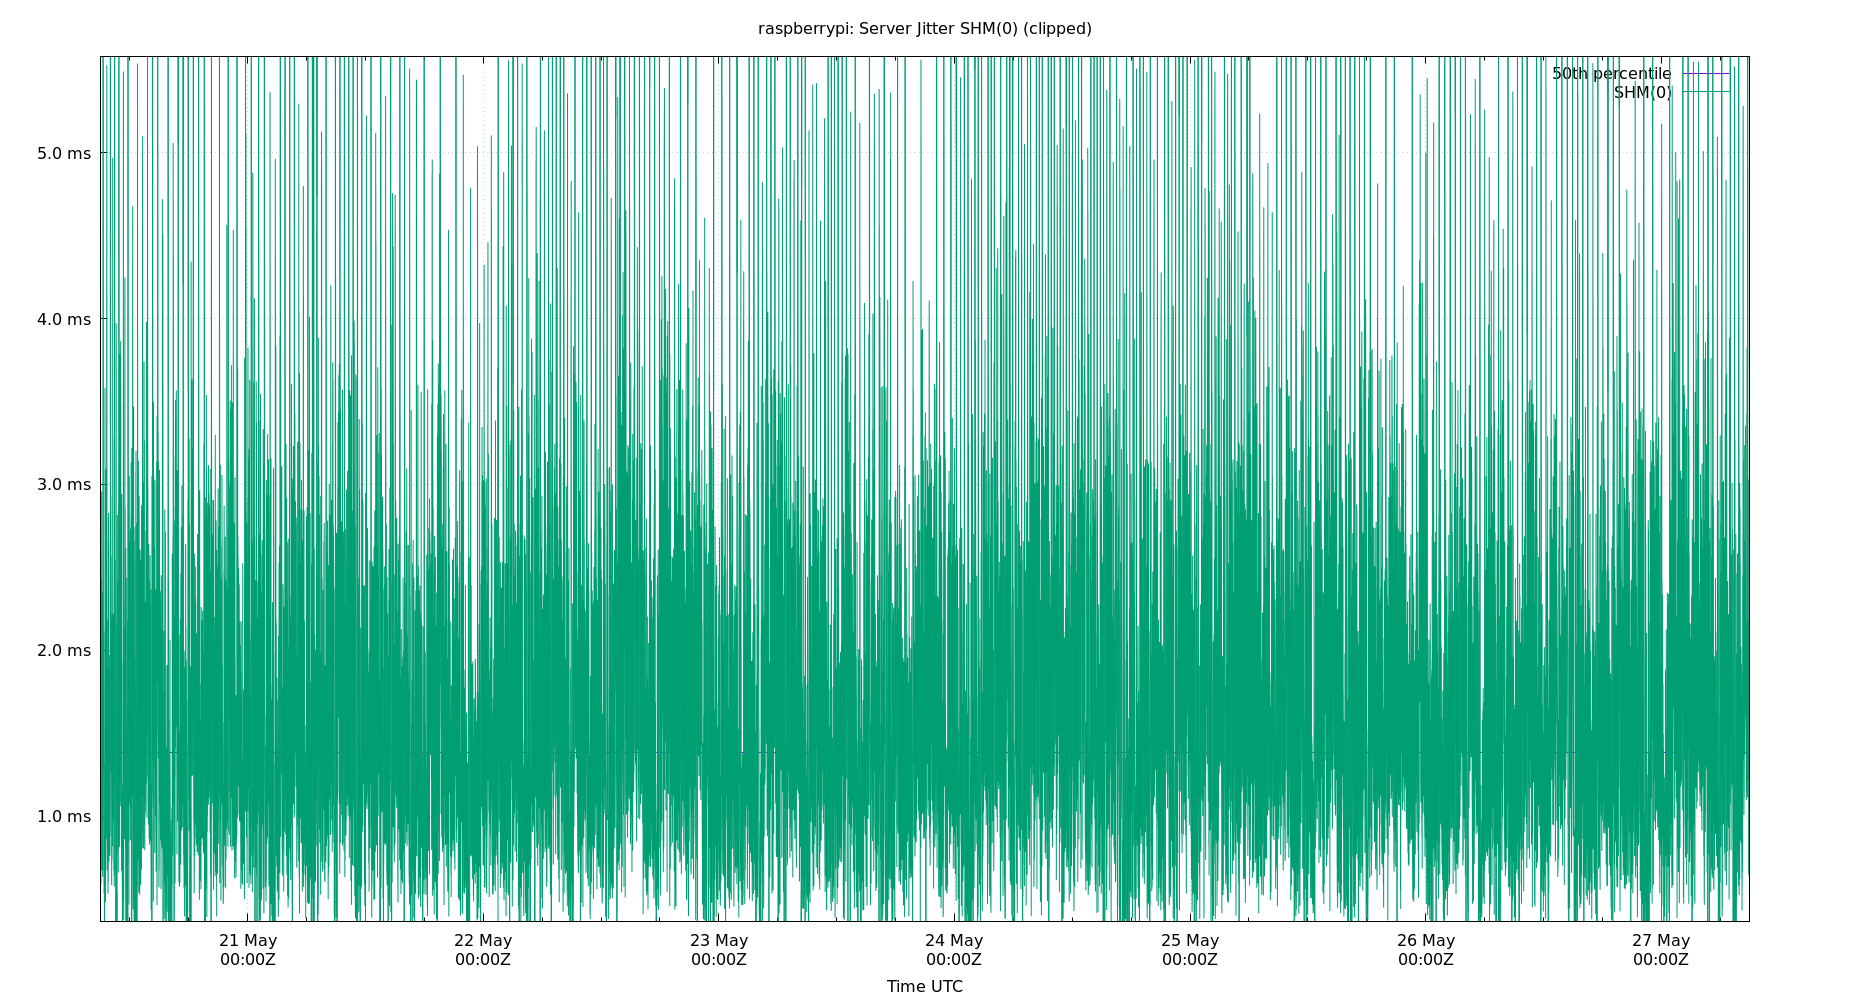 raspberrypi: Server Jitter SHM(0) (clipped)
50th percentile
SHM(0)
5.0 ms
4.0 ms
3.0 ms
2.0 ms
1.0 ms
21 May 22 May 23 May 24 May 25 May 26 May 27 May
00:00Z 00:00Z 00:00Z 00:00Z 00:00Z 00:00Z 00:00Z
Time UTC